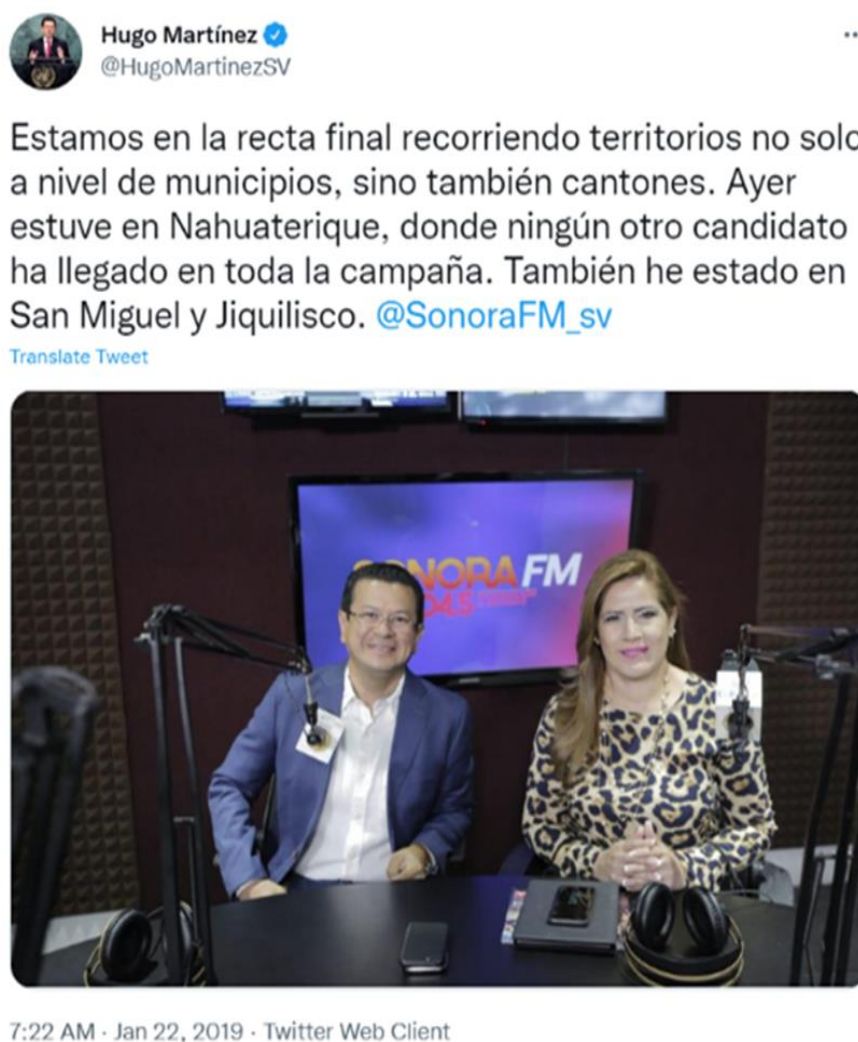 Hugo Martínez
@HugoMartinezSV
Estamos en la recta final recorriendo territorios no solo
a nivel de municipios, sino también cantones. Ayer
estuve en Nahuaterique, donde ningún otro candidato
ha llegado en toda la campaña. También he estado en
San Miguel y Jiquilisco. @SonoraFM_sv
Translate Tweet
SONORA FM
104.5
7:22 AM · Jan 22, 2019 · Twitter Web Client